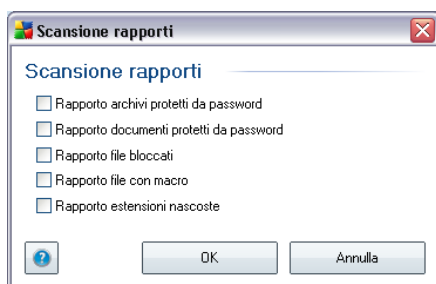 Scansione rapporti
Scansione rapporti
Rapporto archivi protetti da password
Rapporto documenti protetti da password
Rapporto file bloccati
Rapporto file con macro
Rapporto estensioni nascoste
? OK Annulla